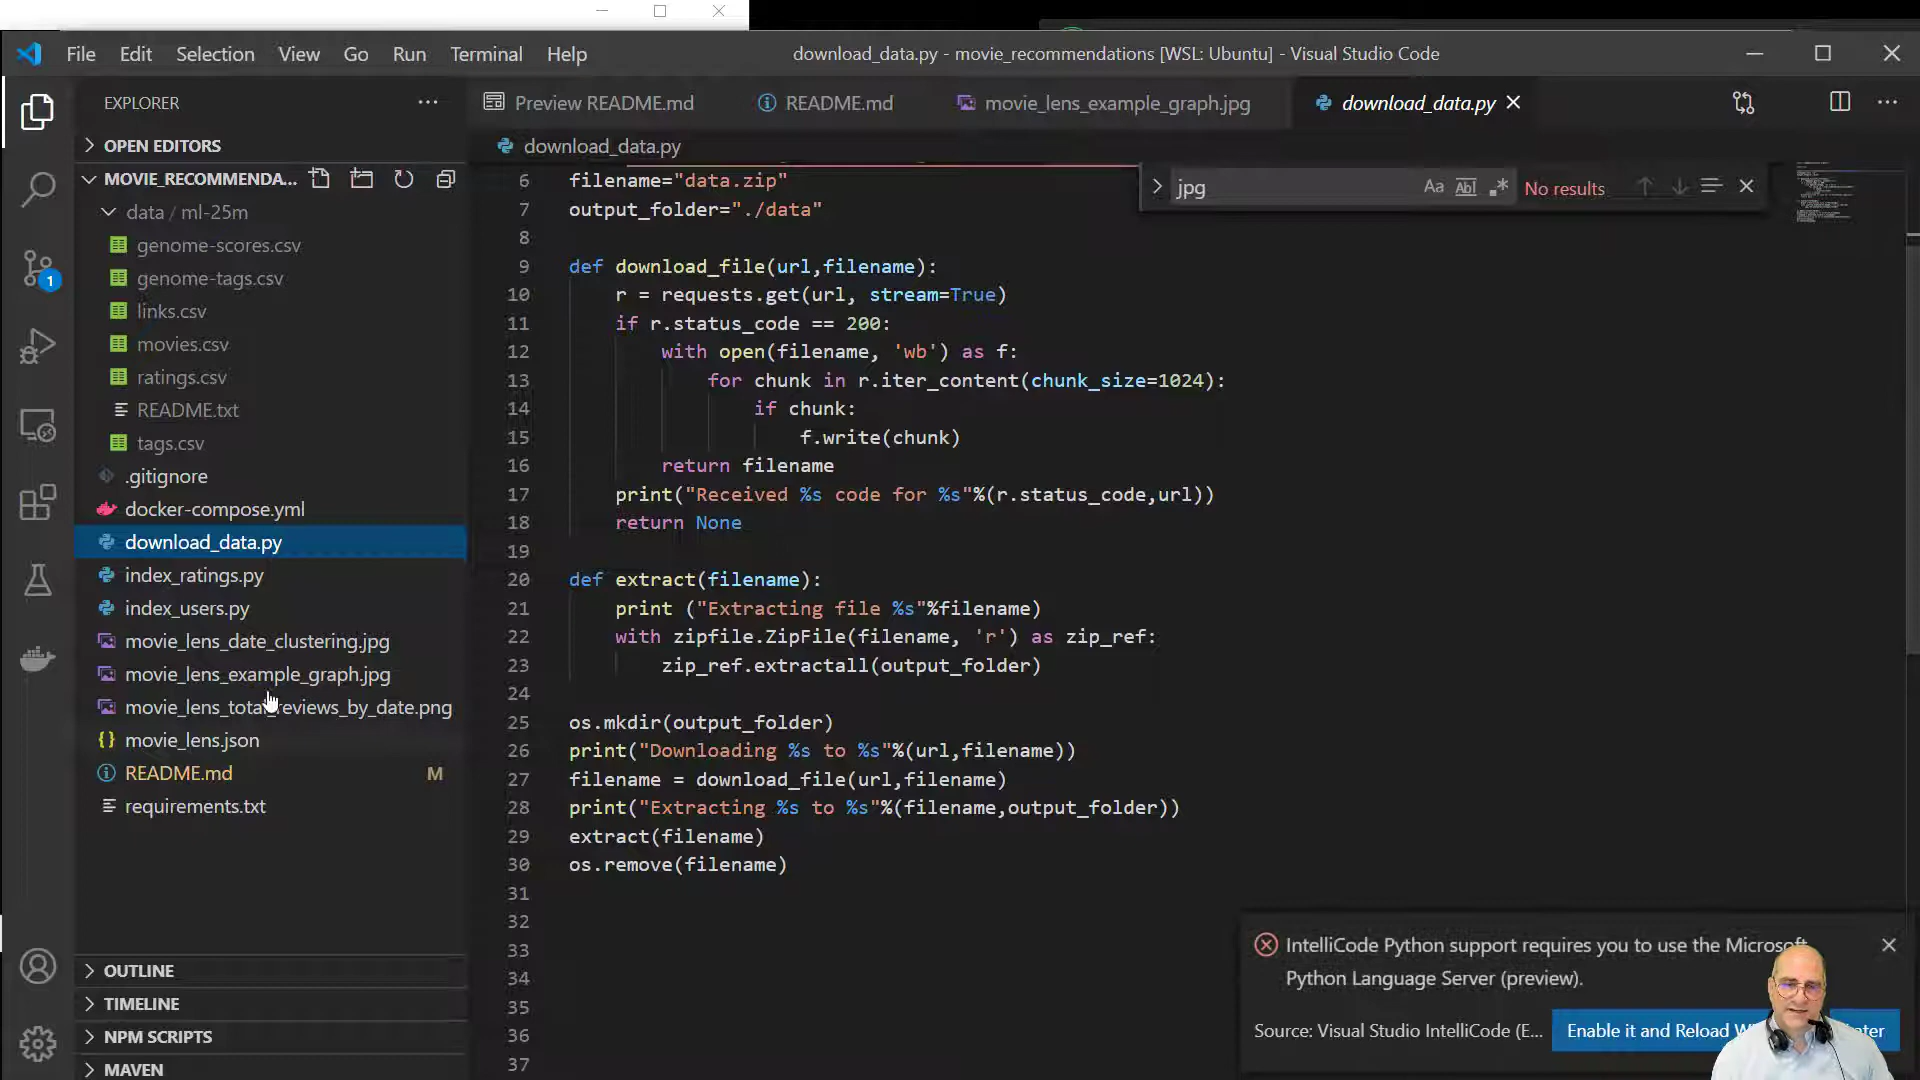 File Edit Selection View Go Run Terminal Help
download_data.py - movie_recommendations [WSL: Ubuntu] - Visual Studio Code
EXPLORER
Preview README.md
README.md
movie_lens_example_graph.jpg
download_data.py
OPEN EDITORS
download_data.py
MOVIE_RECOMMENDA...
data / ml-25m
genome-scores.csv
genome-tags.csv
links.csv
movies.csv
ratings.csv
README.txt
tags.csv
.gitignore
docker-compose.yml
download_data.py
index_ratings.py
index_users.py
movie_lens_date_clustering.jpg
movie_lens_example_graph.jpg
movie_lens_total_reviews_by_date.png
movie_lens.json
README.md M
requirements.txt
OUTLINE
TIMELINE
NPM SCRIPTS
MAVEN
1
jpg
Aa Abl No results
6 filename="data.zip"
7 output_folder="./data"
8
9 def download_file(url,filename):
10 r = requests.get(url, stream=True)
11 if r.status_code == 200:
12 with open(filename, 'wb') as f:
13 for chunk in r.iter_content(chunk_size=1024):
14 if chunk:
15 f.write(chunk)
16 return filename
17 print("Received %s code for %s"%(r.status_code,url))
18 return None
19
20 def extract(filename):
21 print ("Extracting file %s"%filename)
22 with zipfile.ZipFile(filename, 'r') as zip_ref:
23 zip_ref.extractall(output_folder)
24
25 os.mkdir(output_folder)
26 print("Downloading %s to %s"%(url,filename))
27 filename = download_file(url,filename)
28 print("Extracting %s to %s"%(filename,output_folder))
29 extract(filename)
30 os.remove(filename)
31
32
33
34
35
36
37
IntelliCode Python support requires you to use the Microsoft
Python Language Server (preview).
Source: Visual Studio IntelliCode (E...
Enable it and Reload W